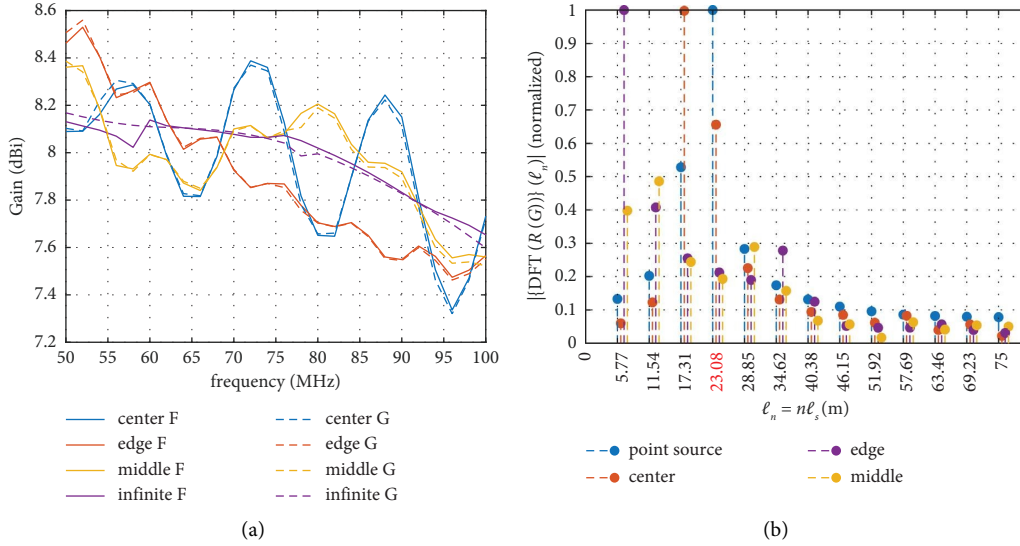 8.6
8.4
8.2
8
7.8
7.6
7.4
7.2
Gain (dBi)
50 55 60 65 70 75 80 85 90 95 100
frequency (MHz)
center F center G
edge F edge G
middle F middle G
infinite F infinite G
(a)
1
0.9
0.8
0.7
0.6
0.5
0.4
0.3
0.2
0.1
0
|{DFT (R (G))} (ℓn)| (normalized)
0 5.77 11.54 17.31 23.08 28.85 34.62 40.38 46.15 51.92 57.69 63.46 69.23 75
ℓn = nℓs (m)
point source edge
center middle
(b)